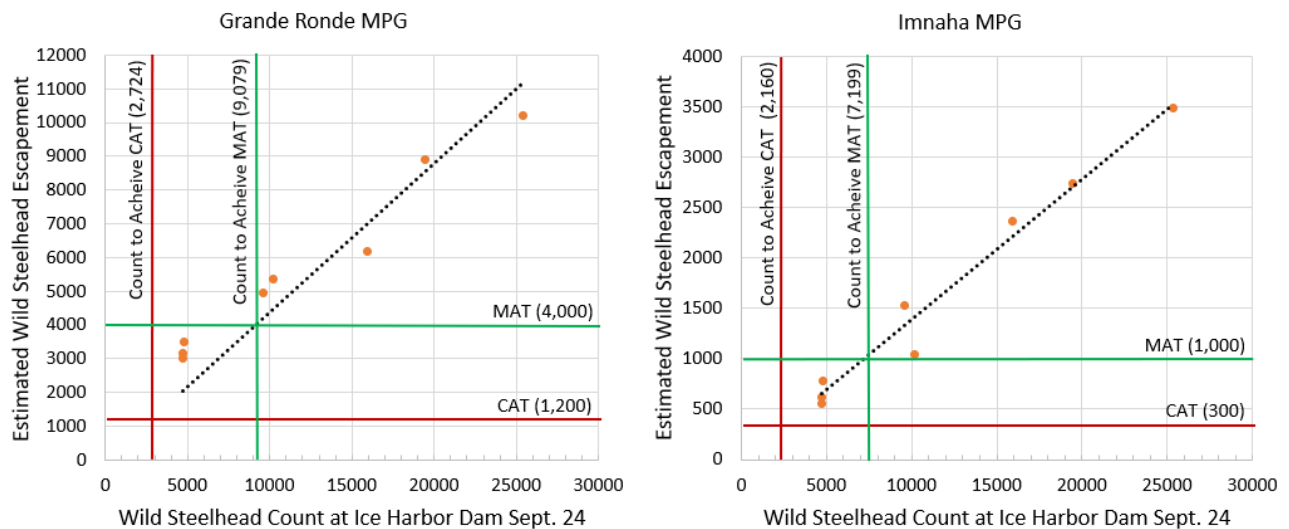 Grande Ronde MPG
Estimated Wild Steelhead Escapement
12000
11000
10000
9000
8000
7000
6000
5000
4000
3000
2000
1000
0
Count to Acheive CAT (2,724)
Count to Acheive MAT (9,079)
MAT (4,000)
CAT (1,200)
0 5000 10000 15000 20000 25000 30000
Wild Steelhead Count at Ice Harbor Dam Sept. 24
Imnaha MPG
Estimated Wild Steelhead Escapement
4000
3500
3000
2500
2000
1500
1000
500
0
Count to Acheive CAT (2,160)
Count to Acheive MAT (7,199)
MAT (1,000)
CAT (300)
0 5000 10000 15000 20000 25000 30000
Wild Steelhead Count at Ice Harbor Dam Sept. 24